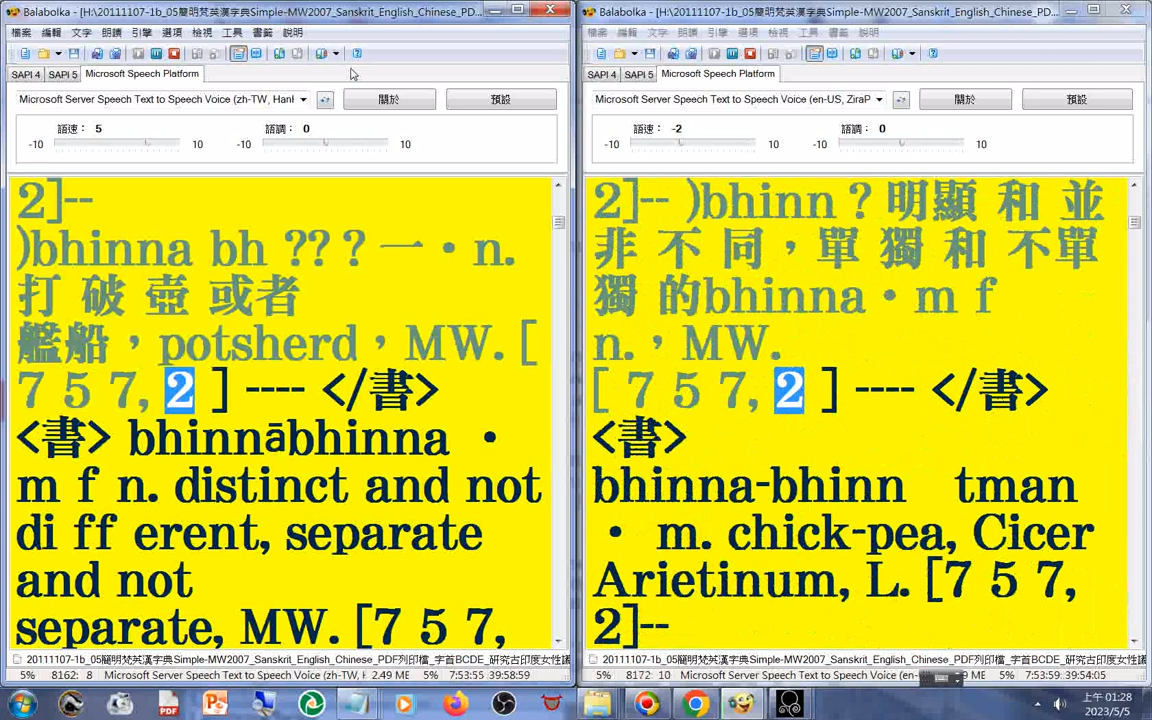 Balabolka - [H:\20111107-1b_05簡明梵英漢字典Simple-MW2007_Sanskrit_English_Chinese_PD...
檔案 編輯 文字 朗讀 引擎 選項 檢視 工具 書籤 說明
SAPI 4 SAPI 5 Microsoft Speech Platform
Microsoft Server Speech Text to Speech Voice (zh-TW, Hanl 關於 預設
語速： 5 語調： 0
-10 10 -10 10
2]--
)bhinna bh ??? 一•n.
打 破 壺 或者
艦船，potsherd，MW. [
7 5 7, 2 ] ---- </書>
<書> bhinnābhinna •
m f n. distinct and not
di ff erent, separate
and not
separate, MW. [7 5 7,
20111107-1b_05簡明梵英漢字典Simple-MW2007_Sanskrit_English_Chinese_PDF列印檔_字首BCDE_研究古印度女性議
5% 8162: 8 Microsoft Server Speech Text to Speech Voice (zh-TW, H 2.49 MB 5% 7:53:55 39:58:59
Balabolka - [H:\20111107-1b_05簡明梵英漢字典Simple-MW2007_Sanskrit_English_Chinese_PDF...
檔案 編輯 文字 朗讀 引擎 選項 檢視 工具 書籤 說明
SAPI 4 SAPI 5 Microsoft Speech Platform
Microsoft Server Speech Text to Speech Voice (en-US, ZiraP 關於 預設
語速： -2 語調： 0
-10 10 -10 10
2]-- )bhinn？明顯 和 並
非 不 同，單 獨 和 不單
獨 的bhinna•m f
n.，MW.
[ 7 5 7, 2 ] ---- </書>
<書>
bhinna-bhinn tman
• m. chick-pea, Cicer
Arietinum, L. [7 5 7,
2]--
20111107-1b_05簡明梵英漢字典Simple-MW2007_Sanskrit_English_Chinese_PDF列印檔_字首BCDE_研究古印度女性議
5% 8172: 10 Microsoft Server Speech Text to Speech Voice (en-US ME 5% 7:53:59 39:54:05
上午 01:28
2023/5/5